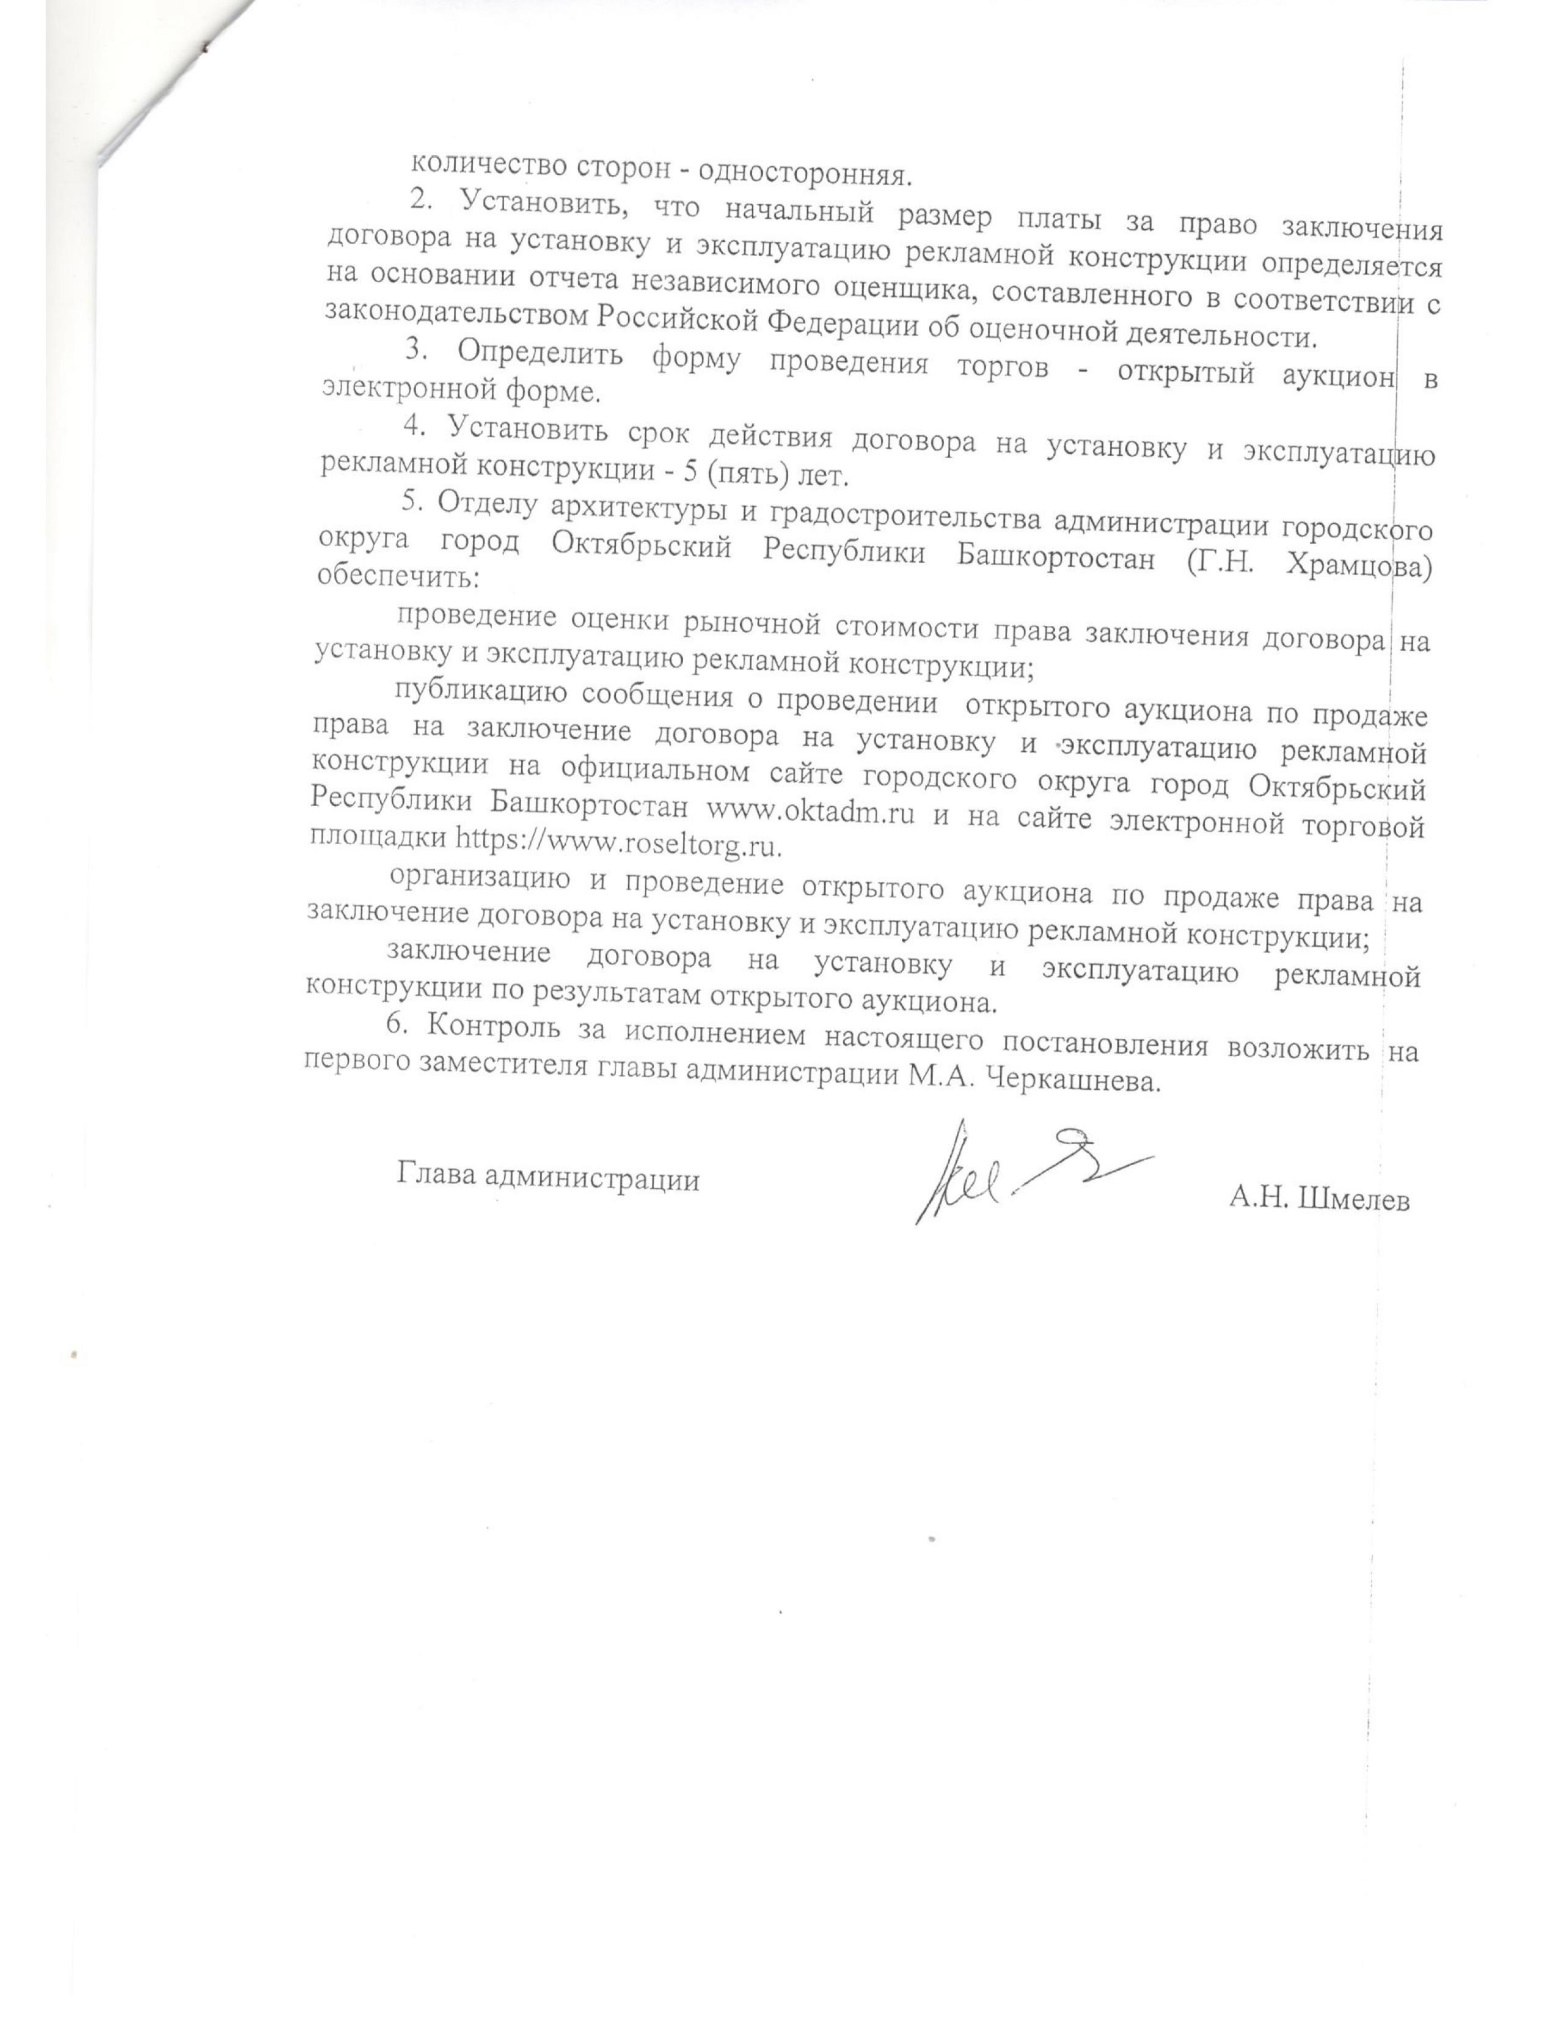 количество сторон - односторонняя.
2. Установить, что начальный размер платы за право заключения
договора на установку и эксплуатацию рекламной конструкции определяется
на основании отчета независимого оценщика, составленного в соответствии с
законодательством Российской Федерации об оценочной деятельности.
3. Определить форму проведения торгов - открытый аукцион в
электронной форме.
4. Установить срок действия договора на установку и эксплуатацию
рекламной конструкции - 5 (пять) лет.
5. Отделу архитектуры и градостроительства администрации городского
округа город Октябрьский Республики Башкортостан (Г.Н. Храмцова)
обеспечить:
проведение оценки рыночной стоимости права заключения договора на
установку и эксплуатацию рекламной конструкции;
публикацию сообщения о проведении открытого аукциона по продаже
права на заключение договора на установку и эксплуатацию рекламной
конструкции на официальном сайте городского округа город Октябрьский
Республики Башкортостан www.oktadm.ru и на сайте электронной торговой
площадки https://www.roseltorg.ru.
организацию и проведение открытого аукциона по продаже права на
заключение договора на установку и эксплуатацию рекламной конструкции;
заключение договора на установку и эксплуатацию рекламной
конструкции по результатам открытого аукциона.
6. Контроль за исполнением настоящего постановления возложить на
первого заместителя главы администрации М.А. Черкашнева.
Глава администрации
А.Н. Шмелев